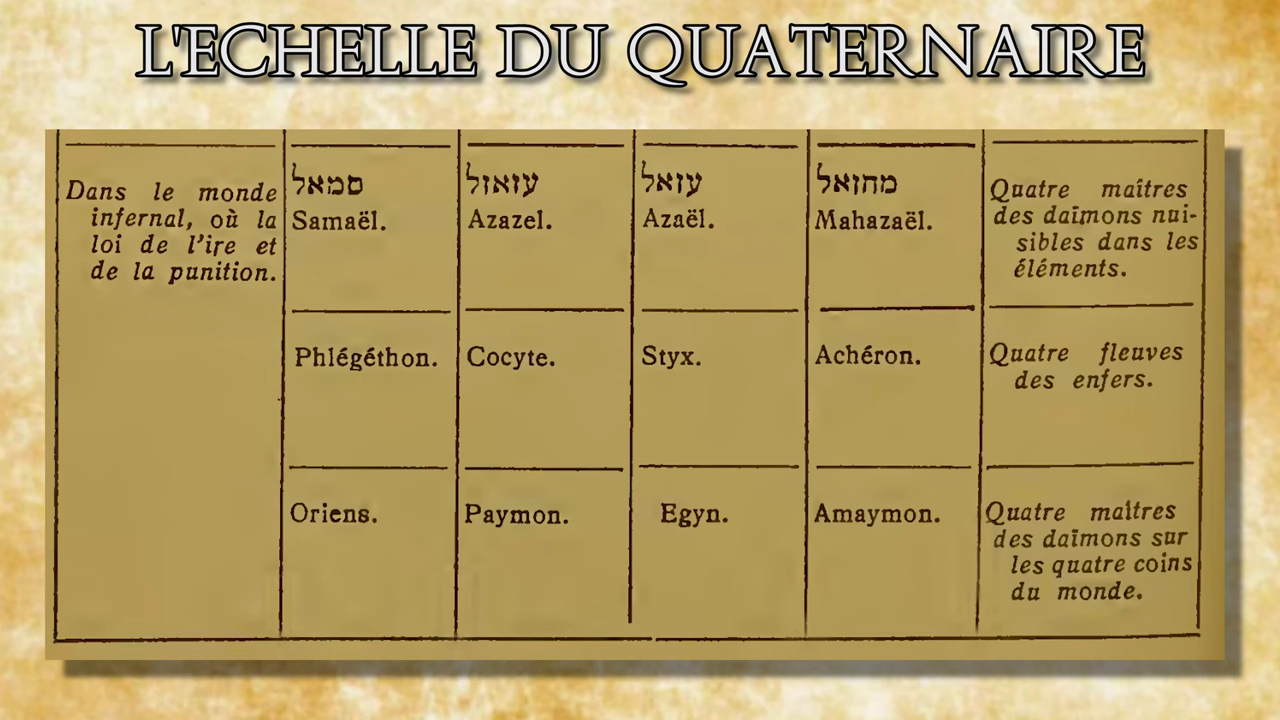 L'ECHELLE DU QUATERNAIRE
Dans le monde
infernal, où la
loi de l'ire et
de la punition.
סמאל
Samaël.
עזאזל
Azazel.
עזאל
Azaël.
מחזאל
Mahazaël.
Quatre maîtres
des daïmons nui-
sibles dans les
éléments.
Phlégéthon.
Cocyte.
Styx.
Achéron.
Quatre fleuves
des enfers.
Oriens.
Paymon.
Egyn.
Amaymon.
Quatre maîtres
des daïmons sur
les quatre coins
du monde.